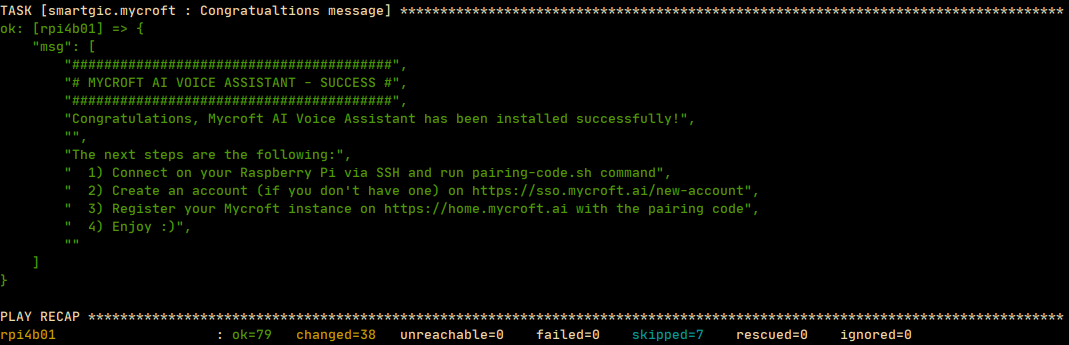 TASK [smartgic.mycroft : Congratualtions message] ***********************************************************************************
ok: [rpi4b01] => {
    "msg": [
        "########################################",
        "# MYCROFT AI VOICE ASSISTANT - SUCCESS #",
        "########################################",
        "Congratulations, Mycroft AI Voice Assistant has been installed successfully!",
        "",
        "The next steps are the following:",
        "  1) Connect on your Raspberry Pi via SSH and run pairing-code.sh command",
        "  2) Create an account (if you don't have one) on https://sso.mycroft.ai/new-account",
        "  3) Register your Mycroft instance on https://home.mycroft.ai with the pairing code",
        "  4) Enjoy :)",
        ""
    ]
}
PLAY RECAP **************************************************************************************************************************
rpi4b01                    : ok=79   changed=38   unreachable=0    failed=0    skipped=7    rescued=0    ignored=0